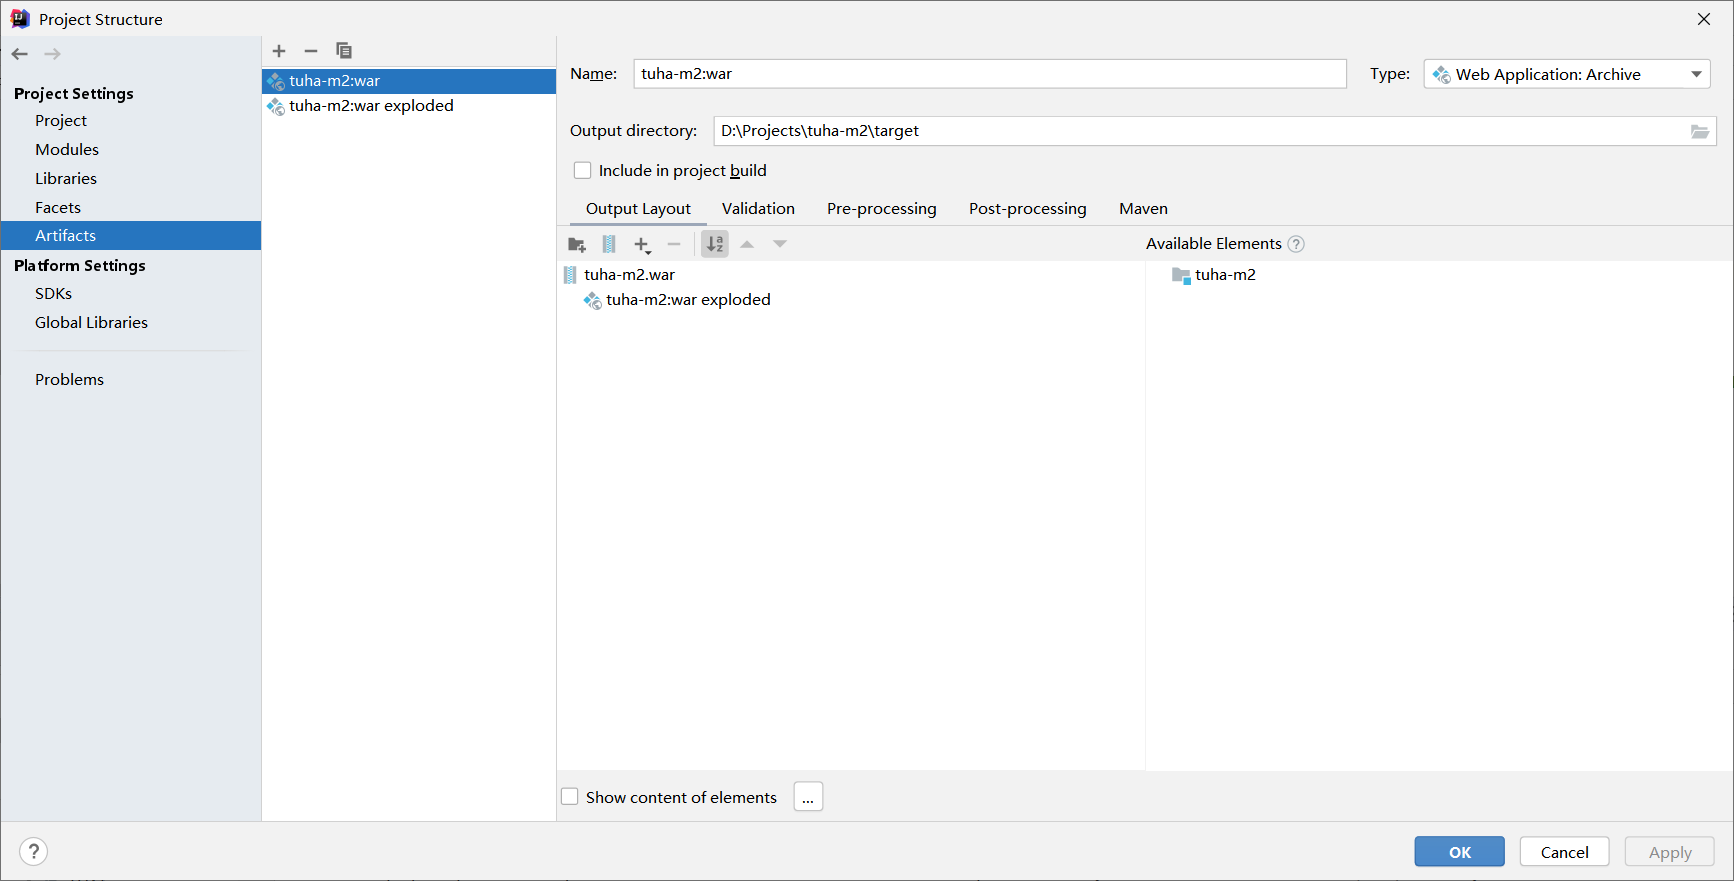 Project Structure
Project Settings
Project
Modules
Libraries
Facets
Artifacts
Platform Settings
SDKs
Global Libraries
Problems
tuha-m2:war
tuha-m2:war exploded
Name: tuha-m2:war Type: Web Application: Archive
Output directory: D:\Projects\tuha-m2\target
Include in project build
Output Layout Validation Pre-processing Post-processing Maven
Available Elements ?
tuha-m2.war
tuha-m2:war exploded
tuha-m2
Show content of elements ...
? OK Cancel Apply